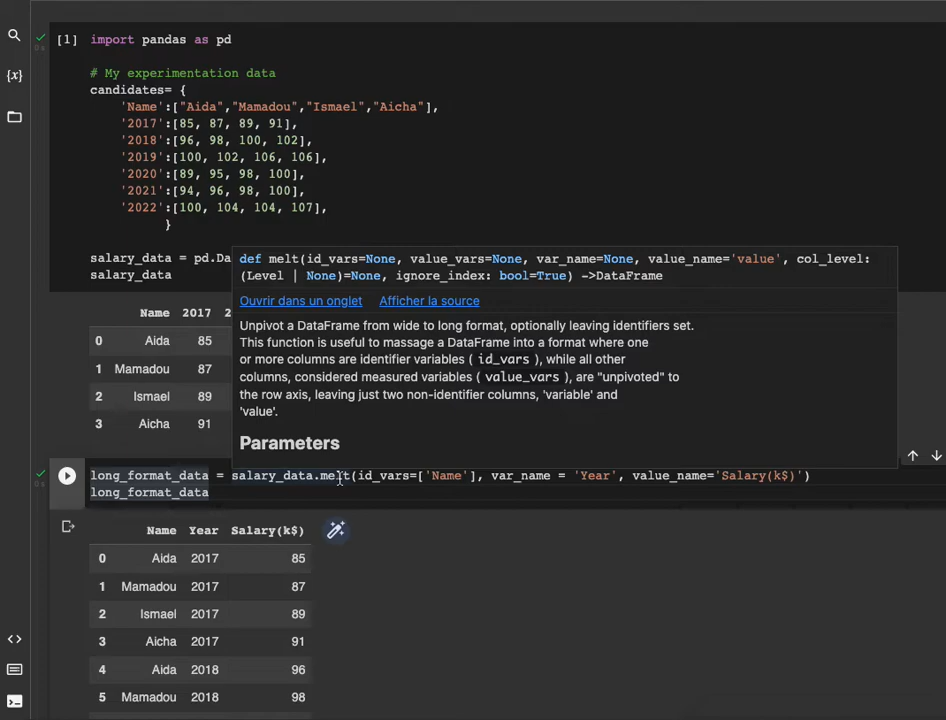 [1] import pandas as pd
# My experimentation data
candidates= {
'Name':["Aida","Mamadou","Ismael","Aicha"],
'2017':[85, 87, 89, 91],
'2018':[96, 98, 100, 102],
'2019':[100, 102, 106, 106],
'2020':[89, 95, 98, 100],
'2021':[94, 96, 98, 100],
'2022':[100, 104, 104, 107],
}
salary_data = pd.Da
salary_data
def melt(id_vars=None, value_vars=None, var_name=None, value_name='value', col_level:
(Level | None)=None, ignore_index: bool=True) ->DataFrame
Ouvrir dans un onglet Afficher la source
Unpivot a DataFrame from wide to long format, optionally leaving identifiers set.
This function is useful to massage a DataFrame into a format where one
or more columns are identifier variables ( id_vars ), while all other
columns, considered measured variables ( value_vars ), are "unpivoted" to
the row axis, leaving just two non-identifier columns, 'variable' and
'value'.
Parameters
Name 2017 2
0 Aida 85
1 Mamadou 87
2 Ismael 89
3 Aicha 91
long_format_data = salary_data.melt(id_vars=['Name'], var_name = 'Year', value_name='Salary(k$)')
long_format_data
Name Year Salary(k$)
0 Aida 2017 85
1 Mamadou 2017 87
2 Ismael 2017 89
3 Aicha 2017 91
4 Aida 2018 96
5 Mamadou 2018 98